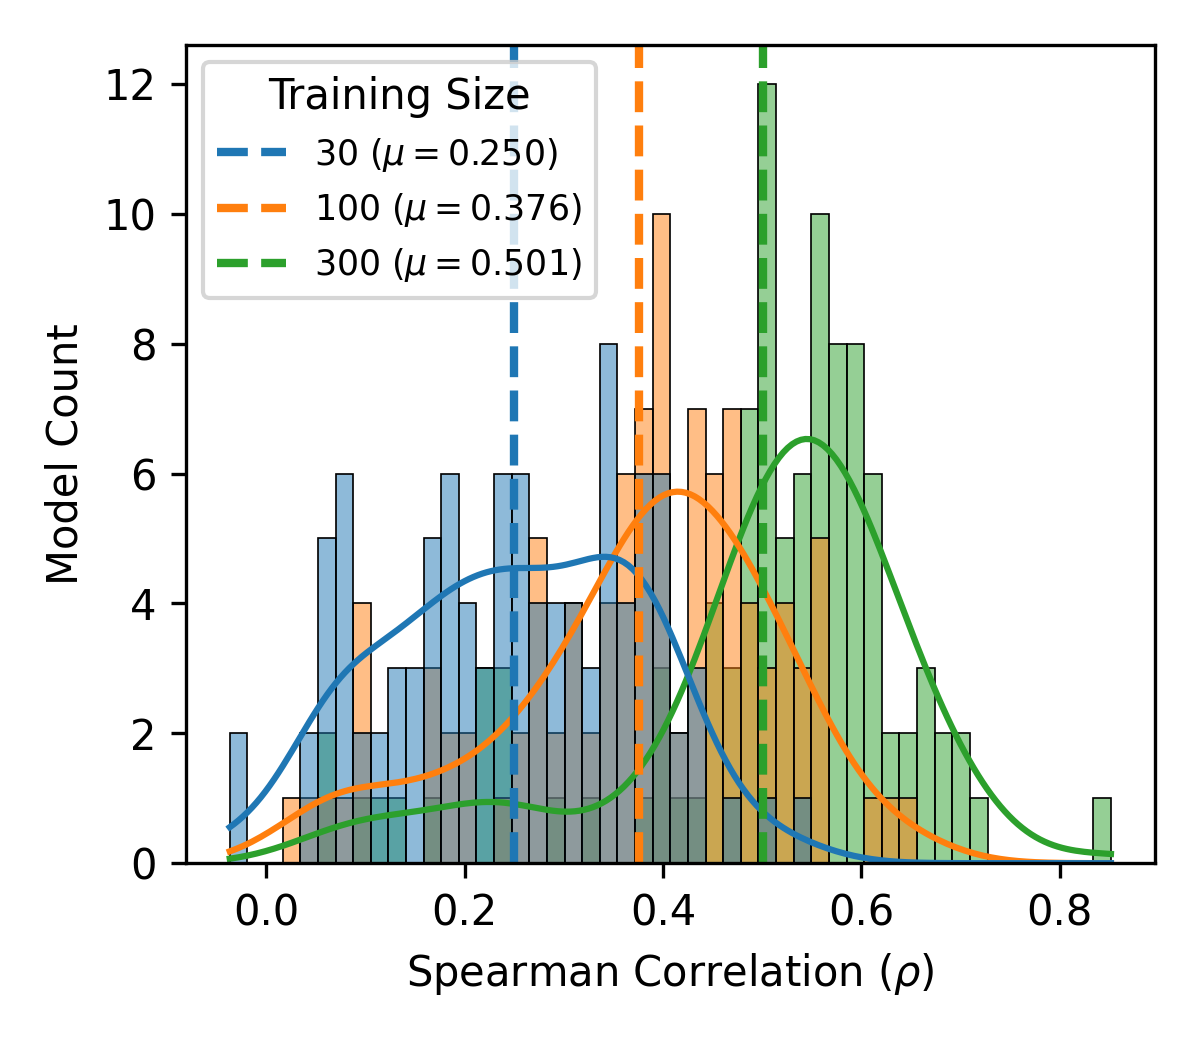 Training Size
30 (μ = 0.250)
100 (μ = 0.376)
300 (μ = 0.501)
12
10
8
6
4
2
0
Model Count
0.0 0.2 0.4 0.6 0.8
Spearman Correlation (ρ)